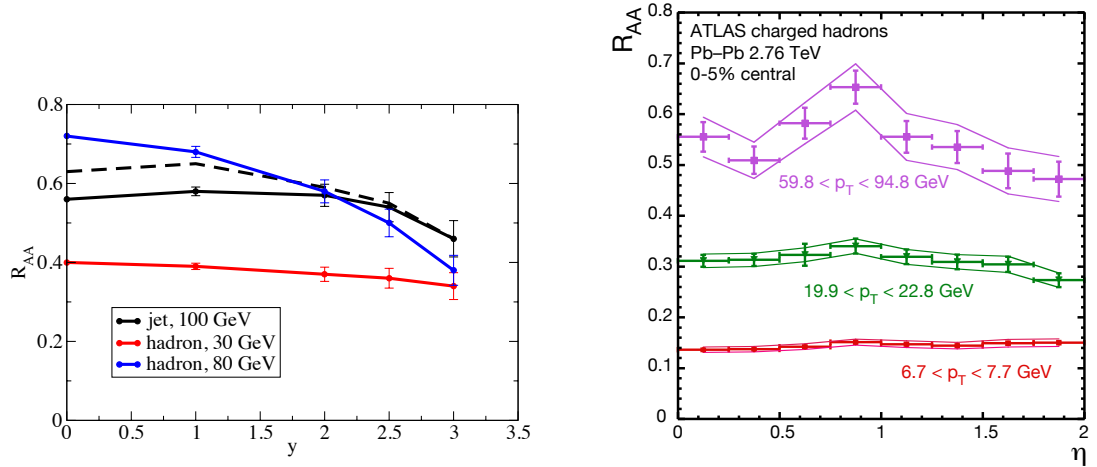 0.8
0.6
R_AA
0.4
0.2
0
jet, 100 GeV
hadron, 30 GeV
hadron, 80 GeV
0 0.5 1 1.5 2 2.5 3 3.5
y
0.8
R_AA
ATLAS charged hadrons
Pb–Pb 2.76 TeV
0-5% central
0.7
0.6
0.5
59.8 < p_T < 94.8 GeV
0.4
0.3
19.9 < p_T < 22.8 GeV
0.2
0.1
6.7 < p_T < 7.7 GeV
0
0 0.5 1 1.5 2
η